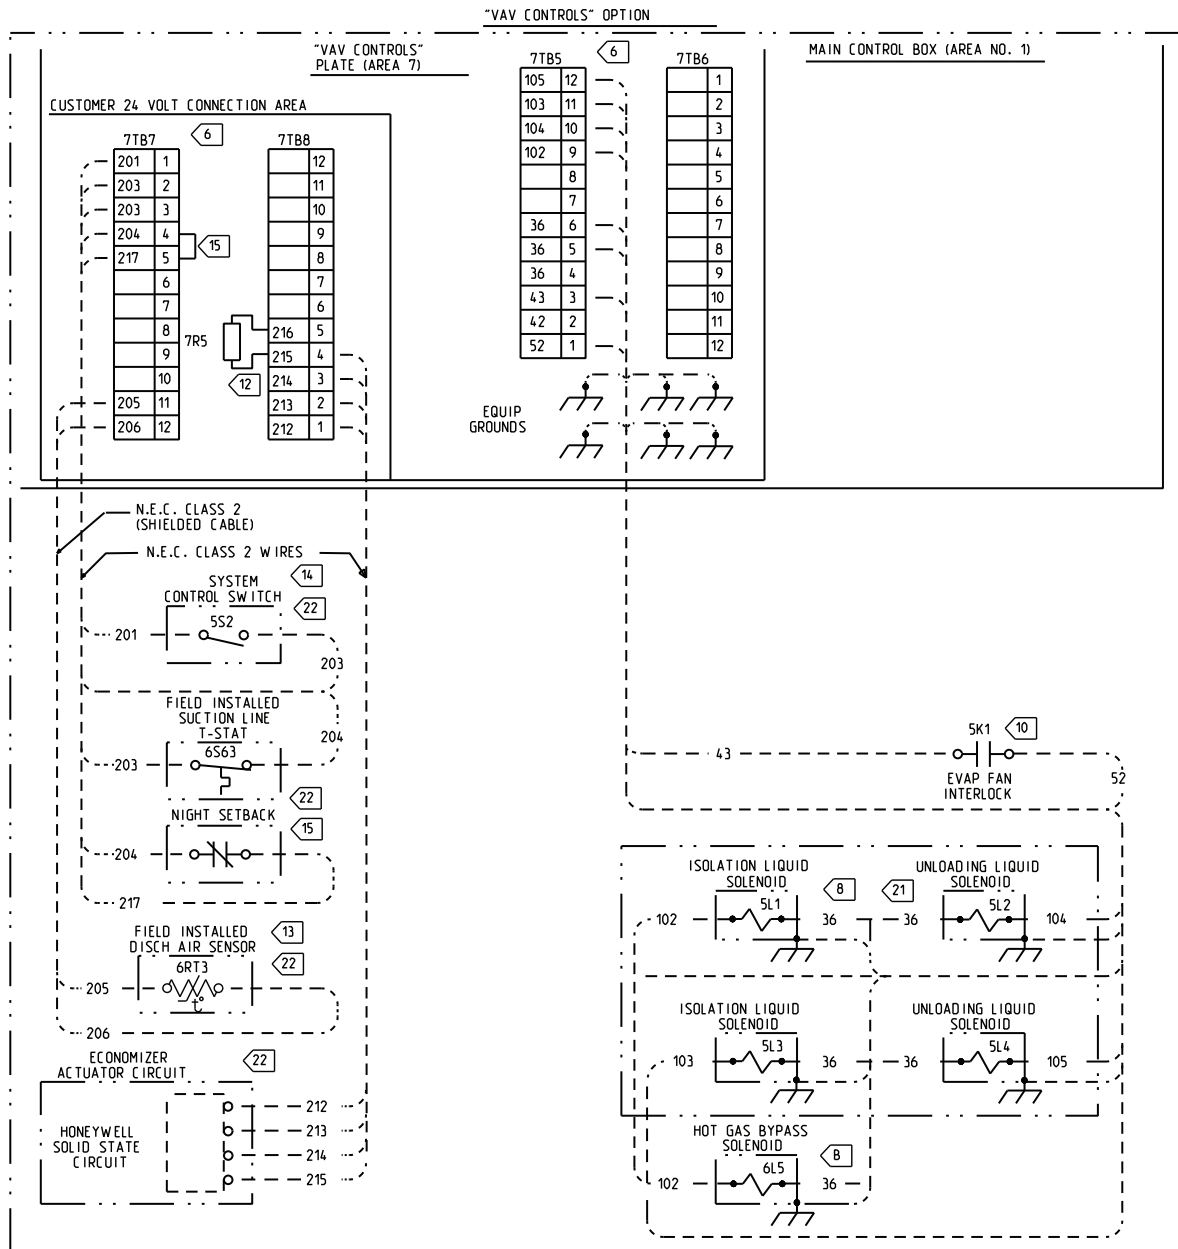 "VAV CONTROLS" OPTION
"VAV CONTROLS"
PLATE (AREA 7)
MAIN CONTROL BOX (AREA NO. 1)
CUSTOMER 24 VOLT CONNECTION AREA
7TB7
6
201 1
203 2
203 3
204 4
217 5
6
7
8
9
10
205 11
206 12
15
7TB8
12
11
10
9
8
7
6
216 5
215 4
214 3
213 2
212 1
7R5
12
7TB5
6
105 12
103 11
104 10
102 9
8
7
36 6
36 5
36 4
43 3
42 2
52 1
7TB6
1
2
3
4
5
6
7
8
9
10
11
12
EQUIP
GROUNDS
N.E.C. CLASS 2
(SHIELDED CABLE)
N.E.C. CLASS 2 WIRES
SYSTEM
CONTROL SWITCH
14
22
5S2
201
203
FIELD INSTALLED
SUCTION LINE
T-STAT
204
6S63
203
22
NIGHT SETBACK
15
204
217
FIELD INSTALLED
DISCH AIR SENSOR
13
22
6RT3
t°
205
206
ECONOMIZER
ACTUATOR CIRCUIT
22
HONEYWELL
SOLID STATE
CIRCUIT
212
213
214
215
43
5K1
10
EVAP FAN
INTERLOCK
52
ISOLATION LIQUID
SOLENOID
8
21
UNLOADING LIQUID
SOLENOID
102
5L1
36
36
5L2
104
ISOLATION LIQUID
SOLENOID
UNLOADING LIQUID
SOLENOID
103
5L3
36
36
5L4
105
HOT GAS BYPASS
SOLENOID
B
102
6L5
36